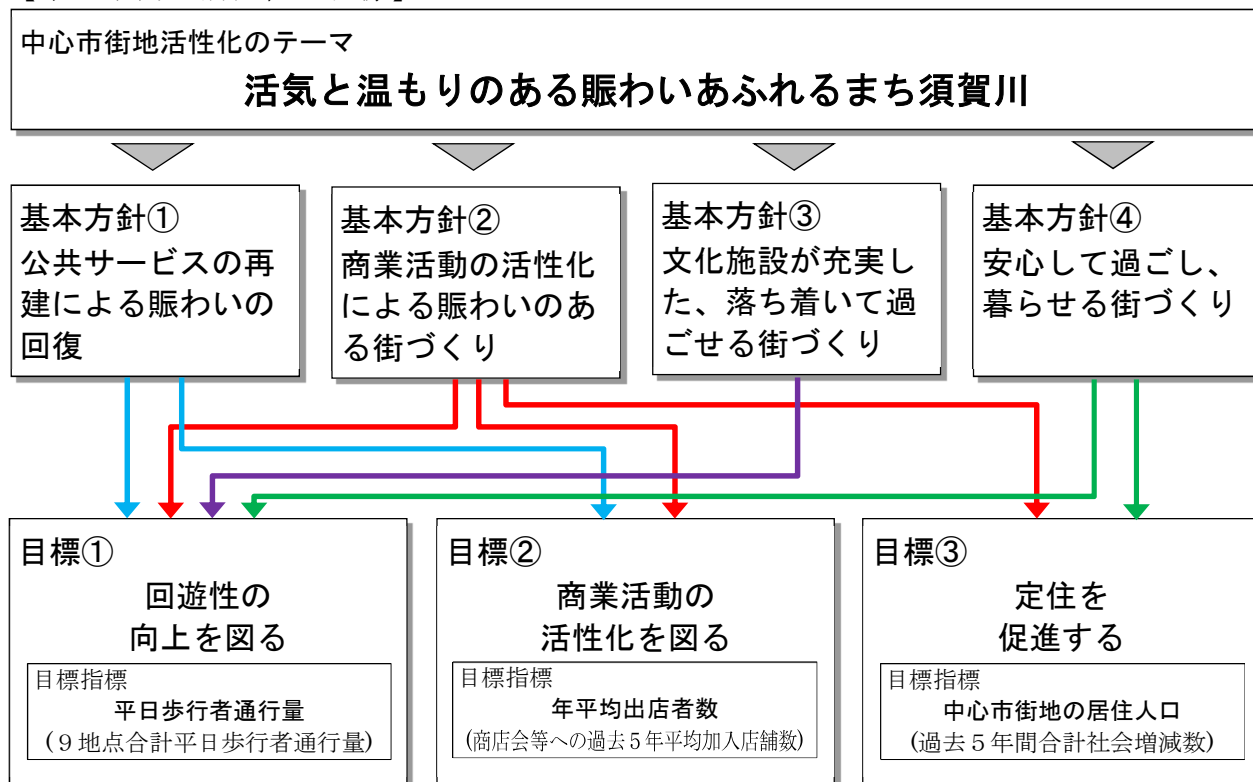 中心市街地活性化のテーマ
活気と温もりのある賑わいあふれるまち須賀川
基本方針①
公共サービスの再
建による賑わいの
回復
基本方針②
商業活動の活性化
による賑わいのあ
る街づくり
基本方針③
文化施設が充実し
た、落ち着いて過
ごせる街づくり
基本方針④
安心して過ごし、
暮らせる街づくり
目標①
回遊性の
向上を図る
目標指標
平日歩行者通行量
(９地点合計平日歩行者通行量)
目標②
商業活動の
活性化を図る
目標指標
年平均出店者数
(商店会等への過去５年平均加入店舗数)
目標③
定住を
促進する
目標指標
中心市街地の居住人口
(過去５年間合計社会増減数)